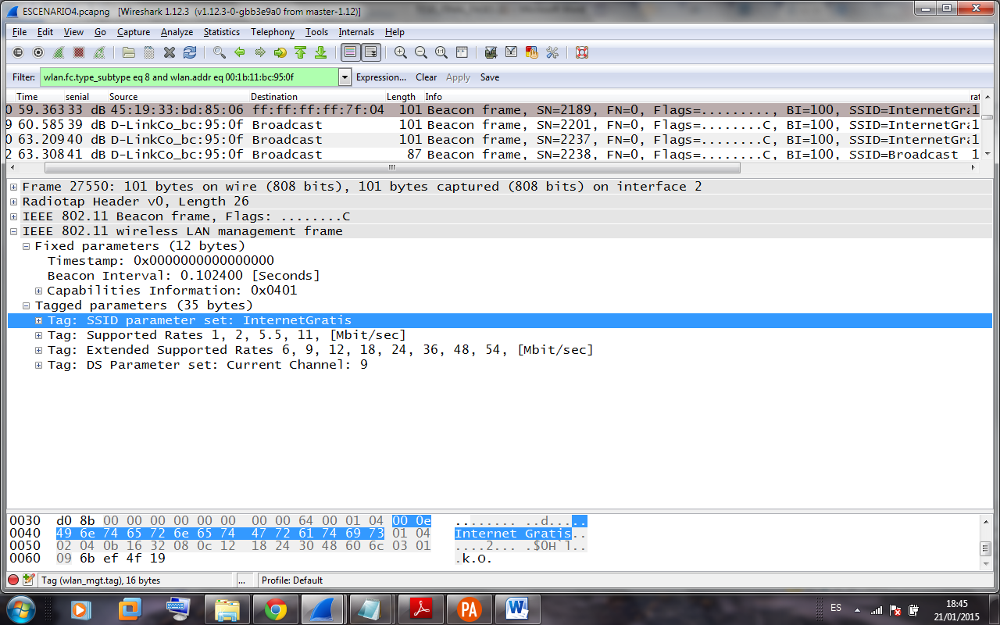 ESCENARIO4.pcapng [Wireshark 1.12.3 (v1.12.3-0-gbb3e9a0 from master-1.12)]
File Edit View Go Capture Analyze Statistics Telephony Tools Internals Help
Filter: wlan.fc.type_subtype eq 8 and wlan.addr eq 00:1b:11:bc:95:0f Expression... Clear Apply Save
Time senial Source Destination Length Info rat
0 59.363 33 dB 45:19:33:bd:85:06 ff:ff:ff:ff:7f:04 101 Beacon frame, SN=2189, FN=0, Flags=........., BI=100, SSID=InternetGra 1
9 60.585 39 dB D-LinkCo_bc:95:0f Broadcast 101 Beacon frame, SN=2201, FN=0, Flags=........C, BI=100, SSID=InternetGra 1
0 63.209 40 dB D-LinkCo_bc:95:0f Broadcast 101 Beacon frame, SN=2237, FN=0, Flags=........C, BI=100, SSID=InternetGra 1
2 63.308 41 dB D-LinkCo_bc:95:0f Broadcast 87 Beacon frame, SN=2238, FN=0, Flags=........C, BI=100, SSID=Broadcast 1
Frame 27550: 101 bytes on wire (808 bits), 101 bytes captured (808 bits) on interface 2
Radiotap Header v0, Length 26
IEEE 802.11 Beacon frame, Flags: ........C
IEEE 802.11 wireless LAN management frame
Fixed parameters (12 bytes)
Timestamp: 0x0000000000000000
Beacon Interval: 0.102400 [Seconds]
Capabilities Information: 0x0401
Tagged parameters (35 bytes)
Tag: SSID parameter set: InternetGratis
Tag: Supported Rates 1, 2, 5.5, 11, [Mbit/sec]
Tag: Extended Supported Rates 6, 9, 12, 18, 24, 36, 48, 54, [Mbit/sec]
Tag: DS Parameter set: Current Channel: 9
0030 d0 8b 00 00 00 00 00 00 00 00 64 00 01 04 00 0e ........ ..d.....
0040 49 6e 74 65 72 6e 65 74 47 72 61 74 69 73 01 04 Internet Gratis..
0050 02 04 0b 16 32 08 0c 12 18 24 30 48 60 6c 03 01 ....2... .$0H`l..
0060 09 6b ef 4f 19 .k.O.
Tag (wlan_mgt.tag), 16 bytes ... Profile: Default
PA W ES 18:45
21/01/2015